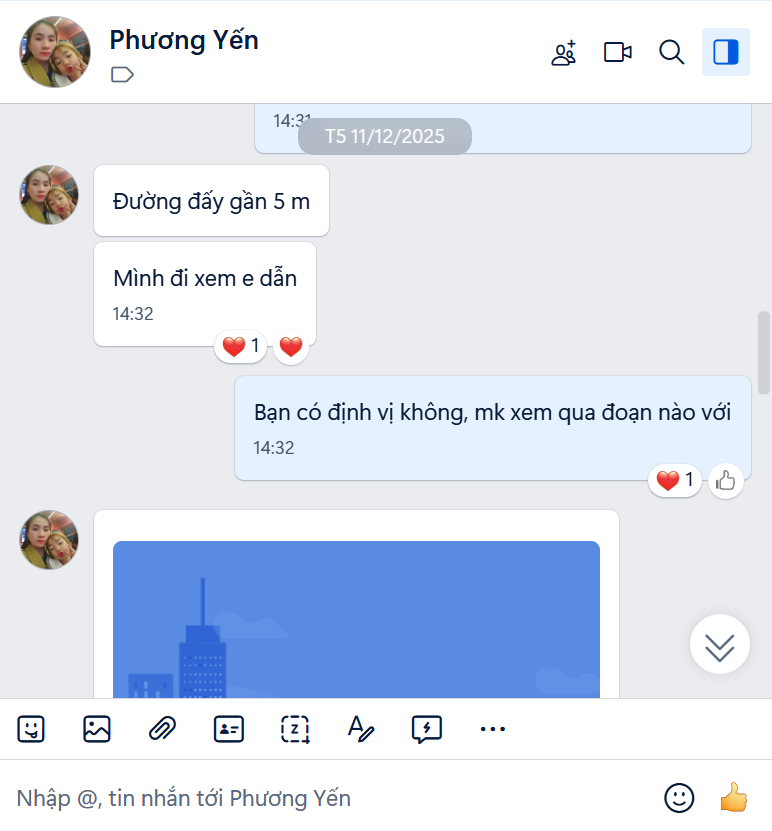 Phương Yến
14:31
T5 11/12/2025
Đường đấy gần 5 m
Mình đi xem e dẫn
14:32
1
Bạn có định vị không, mk xem qua đoạn nào với
14:32
1
Z
Nhập @, tin nhắn tới Phương Yến